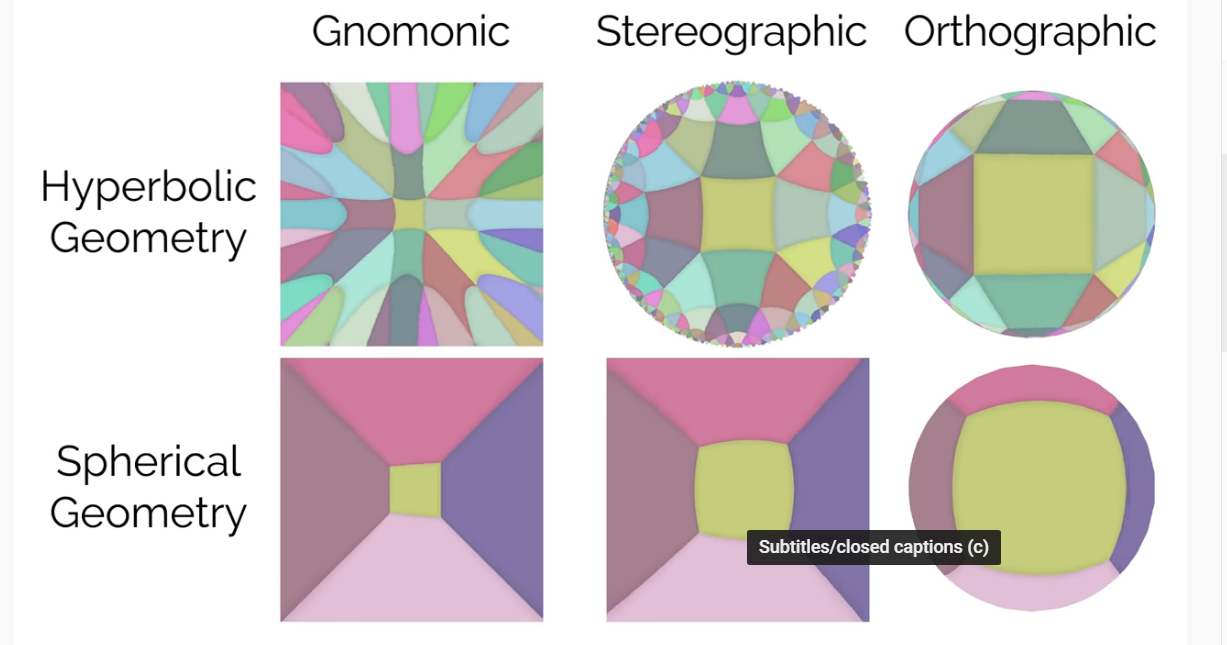 Gnomonic Stereographic Orthographic
Hyperbolic
Geometry
Spherical
Geometry
Subtitles/closed captions (c)